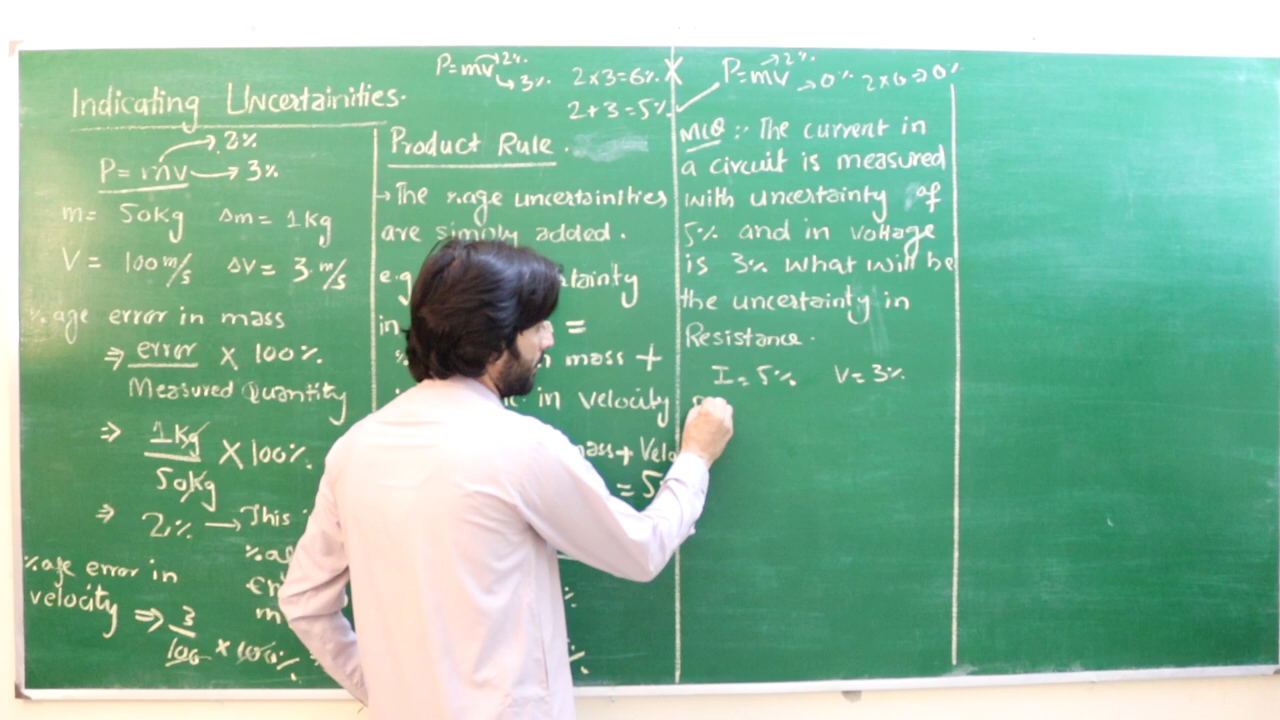 Indicating Uncertainities.
P = mv → 2%
→ 3%
m = 50kg Δm = 1kg
V = 100 m/s ΔV = 3 m/s
%age error in mass
⇒ error / Measured Quantity × 100%
⇒ 1kg / 50kg × 100%
⇒ 2% → This
%age error in
velocity ⇒ 3 / 100 × 100%
P = mv → 2%
→ 3% 2×3=6% X
2+3=5% ✓
Product Rule.
→ The %age uncertainities
are simply added.
e.g
in =
mass +
in velocity
mass + Velo
= 5
P = mv → 2%
→ 0% 2×0 ⇒ 0%
MCQ :- The current in
a circuit is measured
with uncertainty of
5% and in voltage
is 3% what will be
the uncertainty in
Resistance.
I = 5% V = 3%